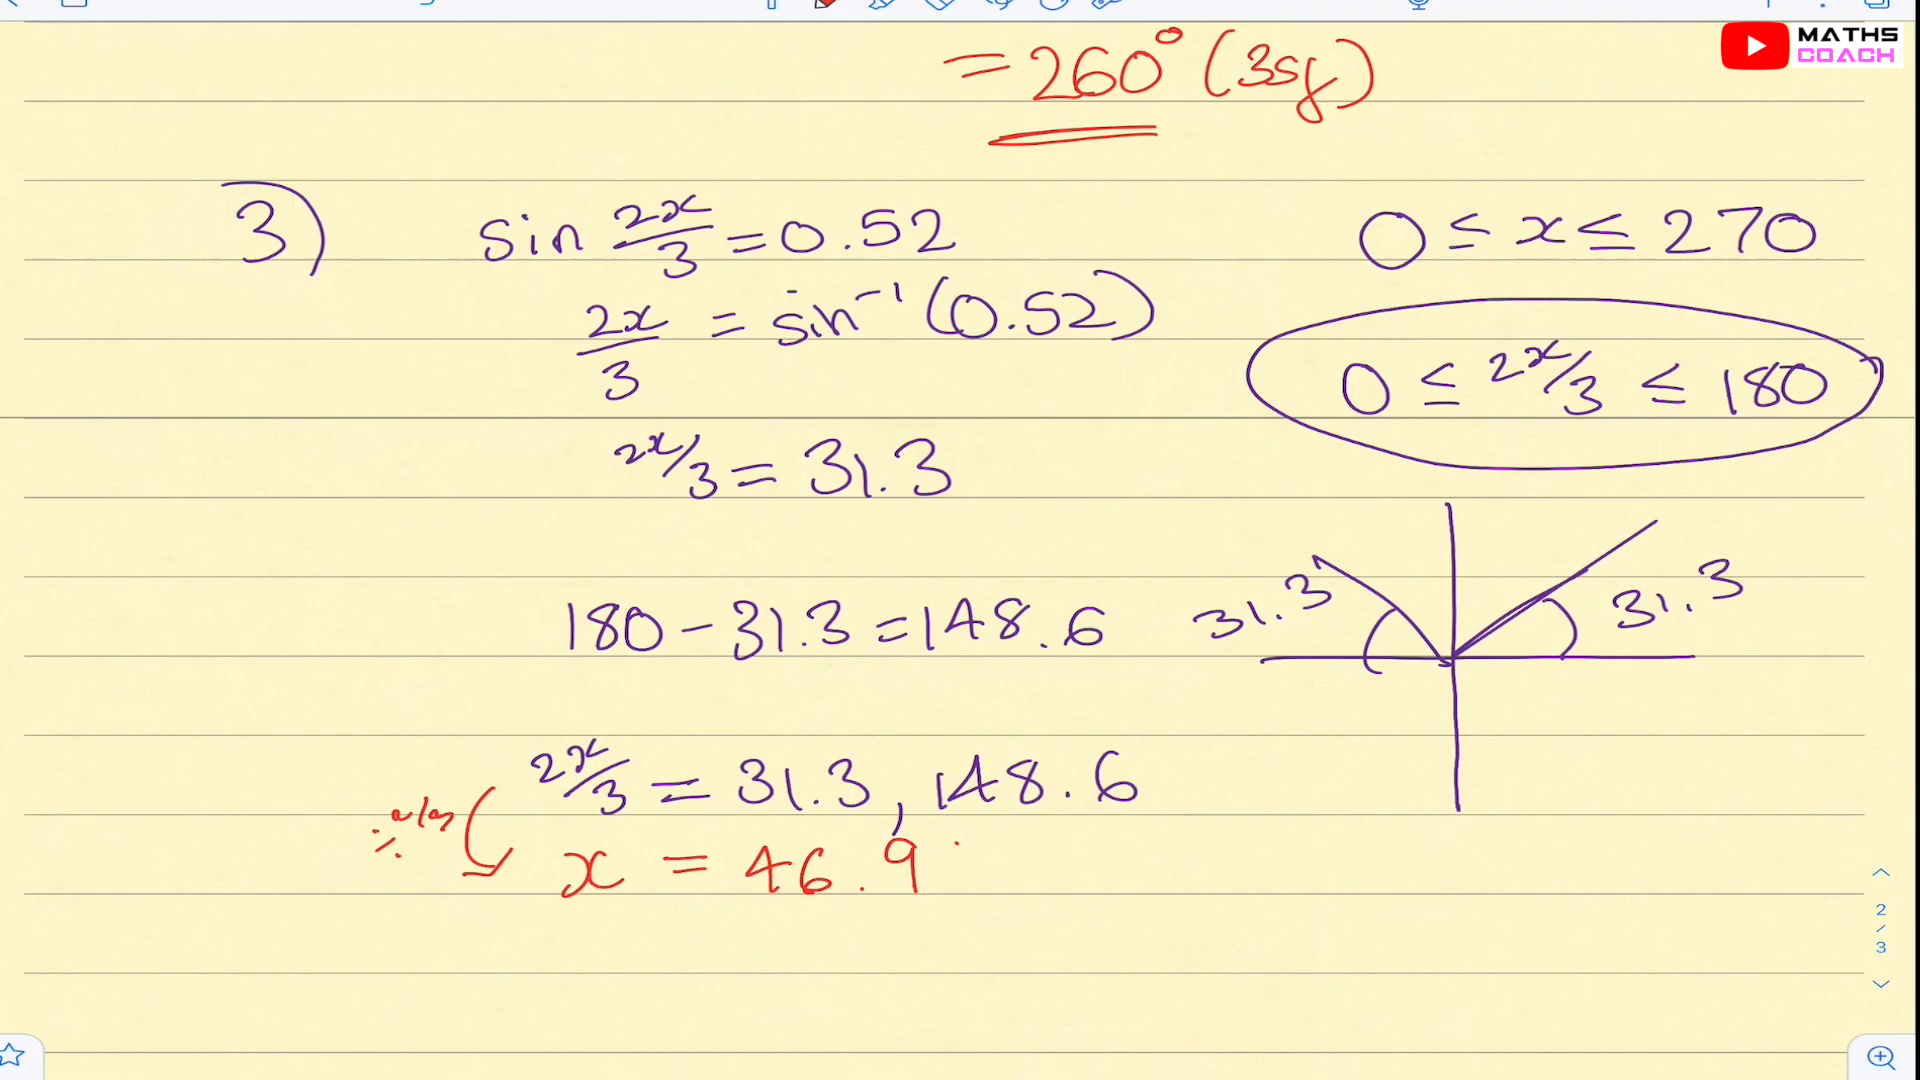 MATHS
COACH
= 260° (3sf)
3) sin 2x/3 = 0.52 0 ≤ x ≤ 270
2x/3 = sin⁻¹(0.52)
0 ≤ 2x/3 ≤ 180
2x/3 = 31.3
31.3 31.3
180 - 31.3 = 148.6
2x/3 = 31.3, 148.6
÷ 2/3
x = 46.9
2
/
3